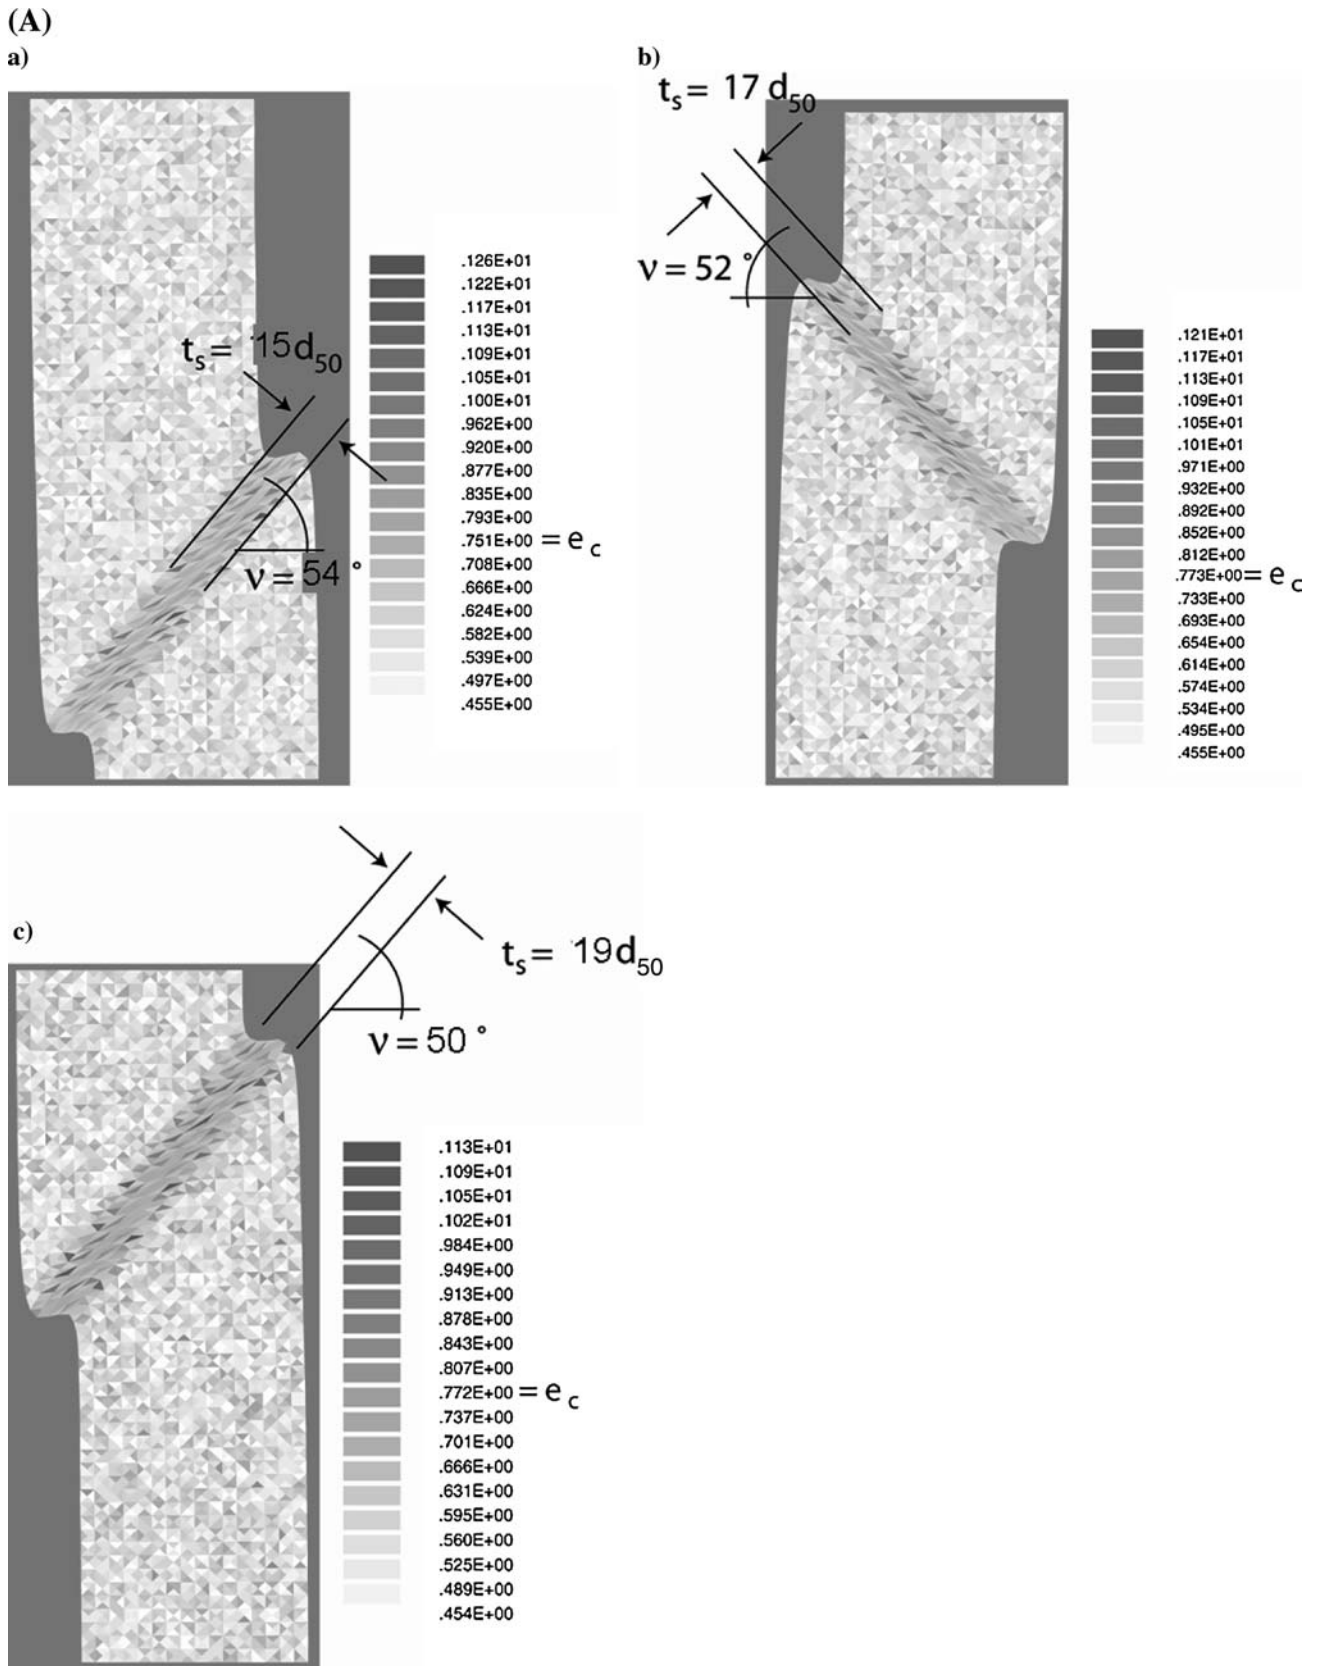 (A)
a)
t_s = 15 d_50
ν = 54 °
.126E+01
.122E+01
.117E+01
.113E+01
.109E+01
.105E+01
.100E+01
.962E+00
.920E+00
.877E+00
.835E+00
.793E+00
.751E+00 = e_c
.708E+00
.666E+00
.624E+00
.582E+00
.539E+00
.497E+00
.455E+00
b)
t_s = 17 d_50
ν = 52 °
.121E+01
.117E+01
.113E+01
.109E+01
.105E+01
.101E+01
.971E+00
.932E+00
.892E+00
.852E+00
.812E+00
.773E+00 = e_c
.733E+00
.693E+00
.654E+00
.614E+00
.574E+00
.534E+00
.495E+00
.455E+00
c)
t_s = 19 d_50
ν = 50 °
.113E+01
.109E+01
.105E+01
.102E+01
.984E+00
.949E+00
.913E+00
.878E+00
.843E+00
.807E+00
.772E+00 = e_c
.737E+00
.701E+00
.666E+00
.631E+00
.595E+00
.560E+00
.525E+00
.489E+00
.454E+00